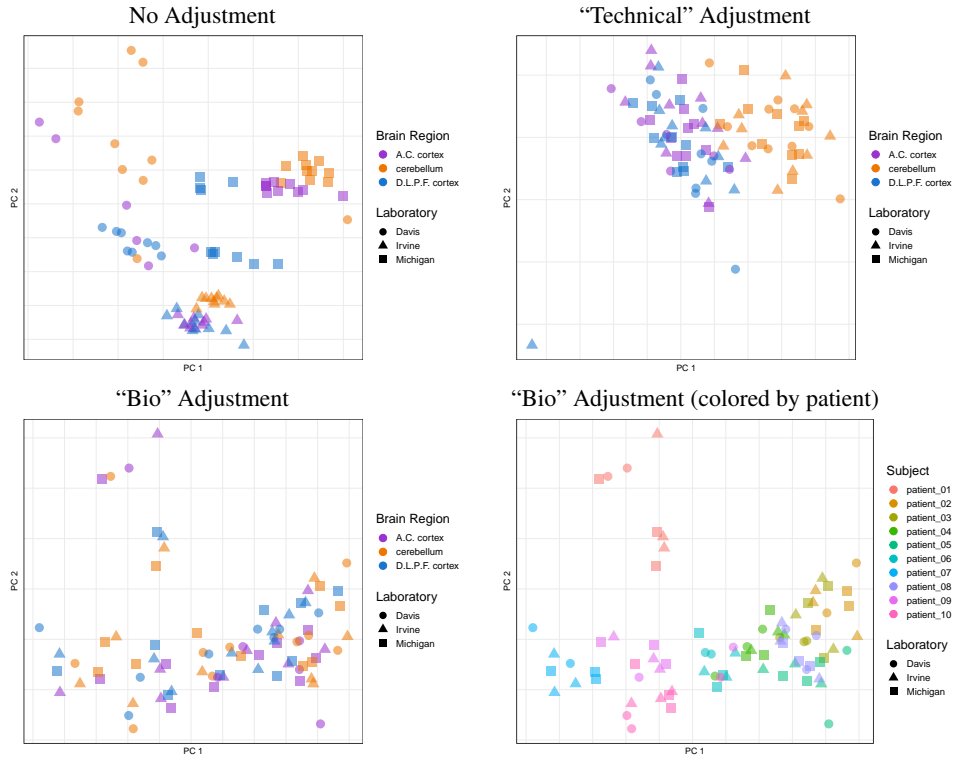 No Adjustment
"Technical" Adjustment
PC 2
PC 1
Brain Region
A.C. cortex
cerebellum
D.L.P.F. cortex
Laboratory
Davis
Irvine
Michigan
PC 2
PC 1
Brain Region
A.C. cortex
cerebellum
D.L.P.F. cortex
Laboratory
Davis
Irvine
Michigan
“Bio” Adjustment
“Bio” Adjustment (colored by patient)
PC 2
PC 1
Brain Region
A.C. cortex
cerebellum
D.L.P.F. cortex
Laboratory
Davis
Irvine
Michigan
PC 2
PC 1
Subject
patient_01
patient_02
patient_03
patient_04
patient_05
patient_06
patient_07
patient_08
patient_09
patient_10
Laboratory
Davis
Irvine
Michigan